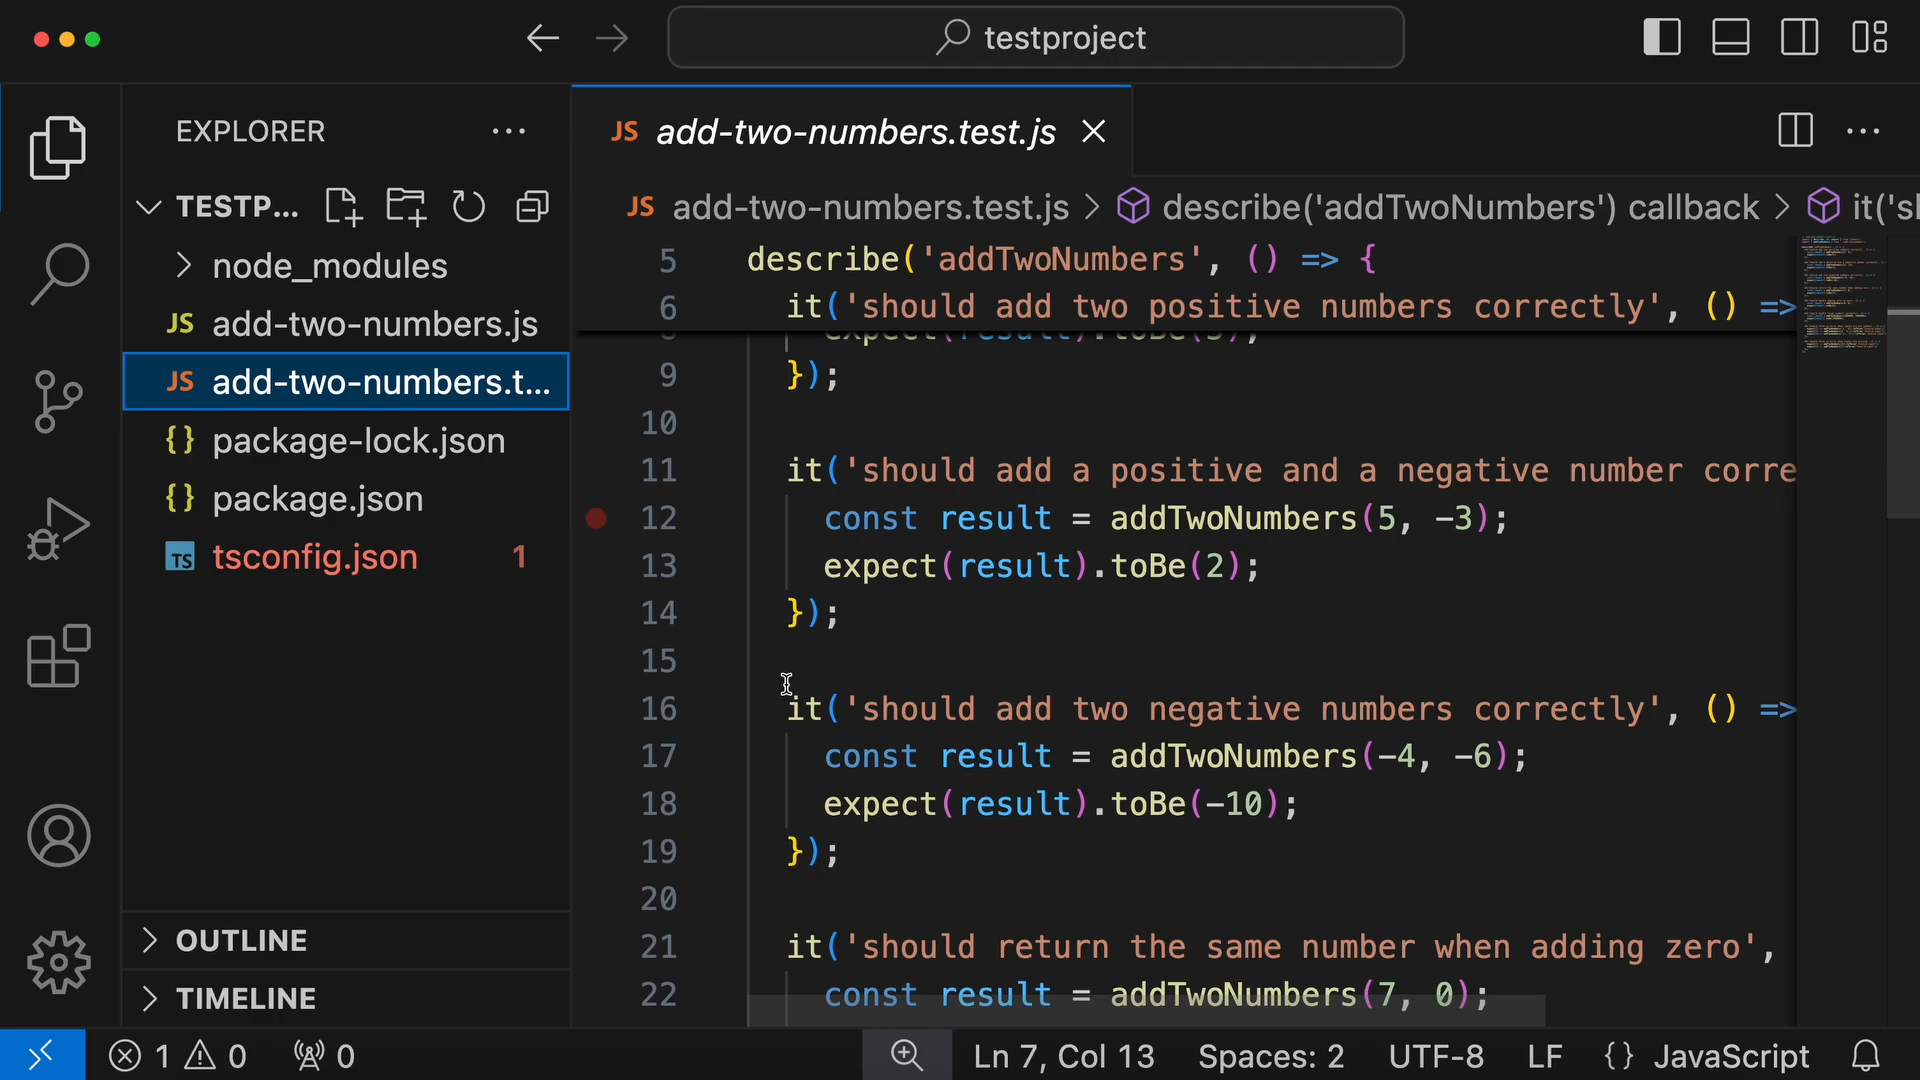 testproject
EXPLORER
TESTP...
node_modules
JS add-two-numbers.js
JS add-two-numbers.t...
{} package-lock.json
{} package.json
TS tsconfig.json 1
OUTLINE
TIMELINE
JS add-two-numbers.test.js
JS add-two-numbers.test.js > describe('addTwoNumbers') callback > it('sl
5 describe('addTwoNumbers', () => {
6 it('should add two positive numbers correctly', () =>
9 });
10
11 it('should add a positive and a negative number corre
12 const result = addTwoNumbers(5, -3);
13 expect(result).toBe(2);
14 });
15
16 it('should add two negative numbers correctly', () =>
17 const result = addTwoNumbers(-4, -6);
18 expect(result).toBe(-10);
19 });
20
21 it('should return the same number when adding zero',
22 const result = addTwoNumbers(7, 0);
1 0 0 Ln 7, Col 13 Spaces: 2 UTF-8 LF {} JavaScript